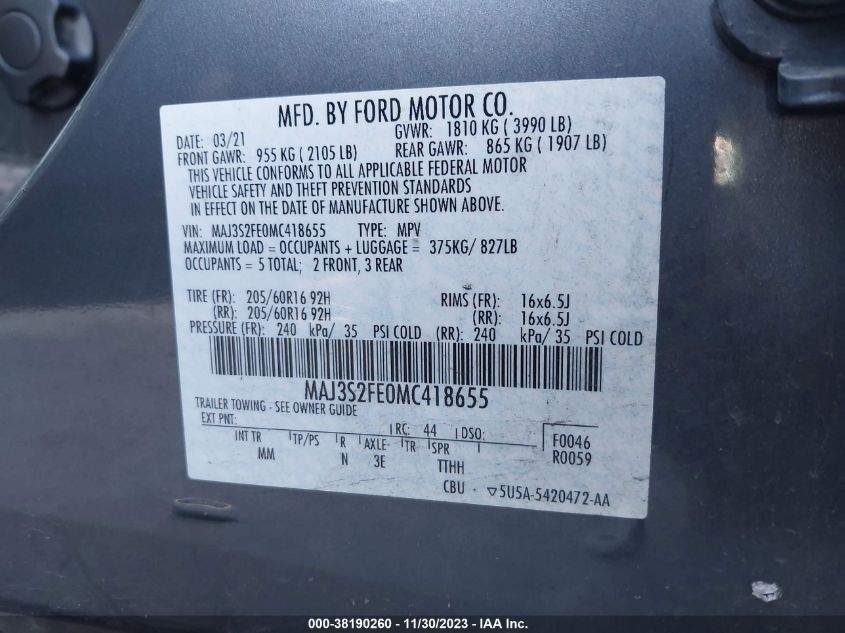 MFD. BY FORD MOTOR CO.
DATE: 03/21 GVWR: 1810 KG ( 3990 LB)
FRONT GAWR: 955 KG ( 2105 LB) REAR GAWR: 865 KG ( 1907 LB)
THIS VEHICLE CONFORMS TO ALL APPLICABLE FEDERAL MOTOR
VEHICLE SAFETY AND THEFT PREVENTION STANDARDS
IN EFFECT ON THE DATE OF MANUFACTURE SHOWN ABOVE.
VIN: MAJ3S2FE0MC418655 TYPE: MPV
MAXIMUM LOAD = OCCUPANTS + LUGGAGE = 375KG/ 827LB
OCCUPANTS = 5 TOTAL; 2 FRONT, 3 REAR
TIRE (FR): 205/60R16 92H RIMS (FR): 16x6.5J
(RR): 205/60R16 92H (RR): 16x6.5J
PRESSURE (FR): 240 kPa/ 35 PSI COLD (RR): 240 kPa/ 35 PSI COLD
MAJ3S2FE0MC418655
TRAILER TOWING - SEE OWNER GUIDE
EXT PNT: RC: 44 DSO: F0046
INT TR TP/PS R AXLE TR SPR R0059
MM N 3E TTHH
CBU ▽5U5A-5420472-AA
000-38190260 - 11/30/2023 - IAA Inc.